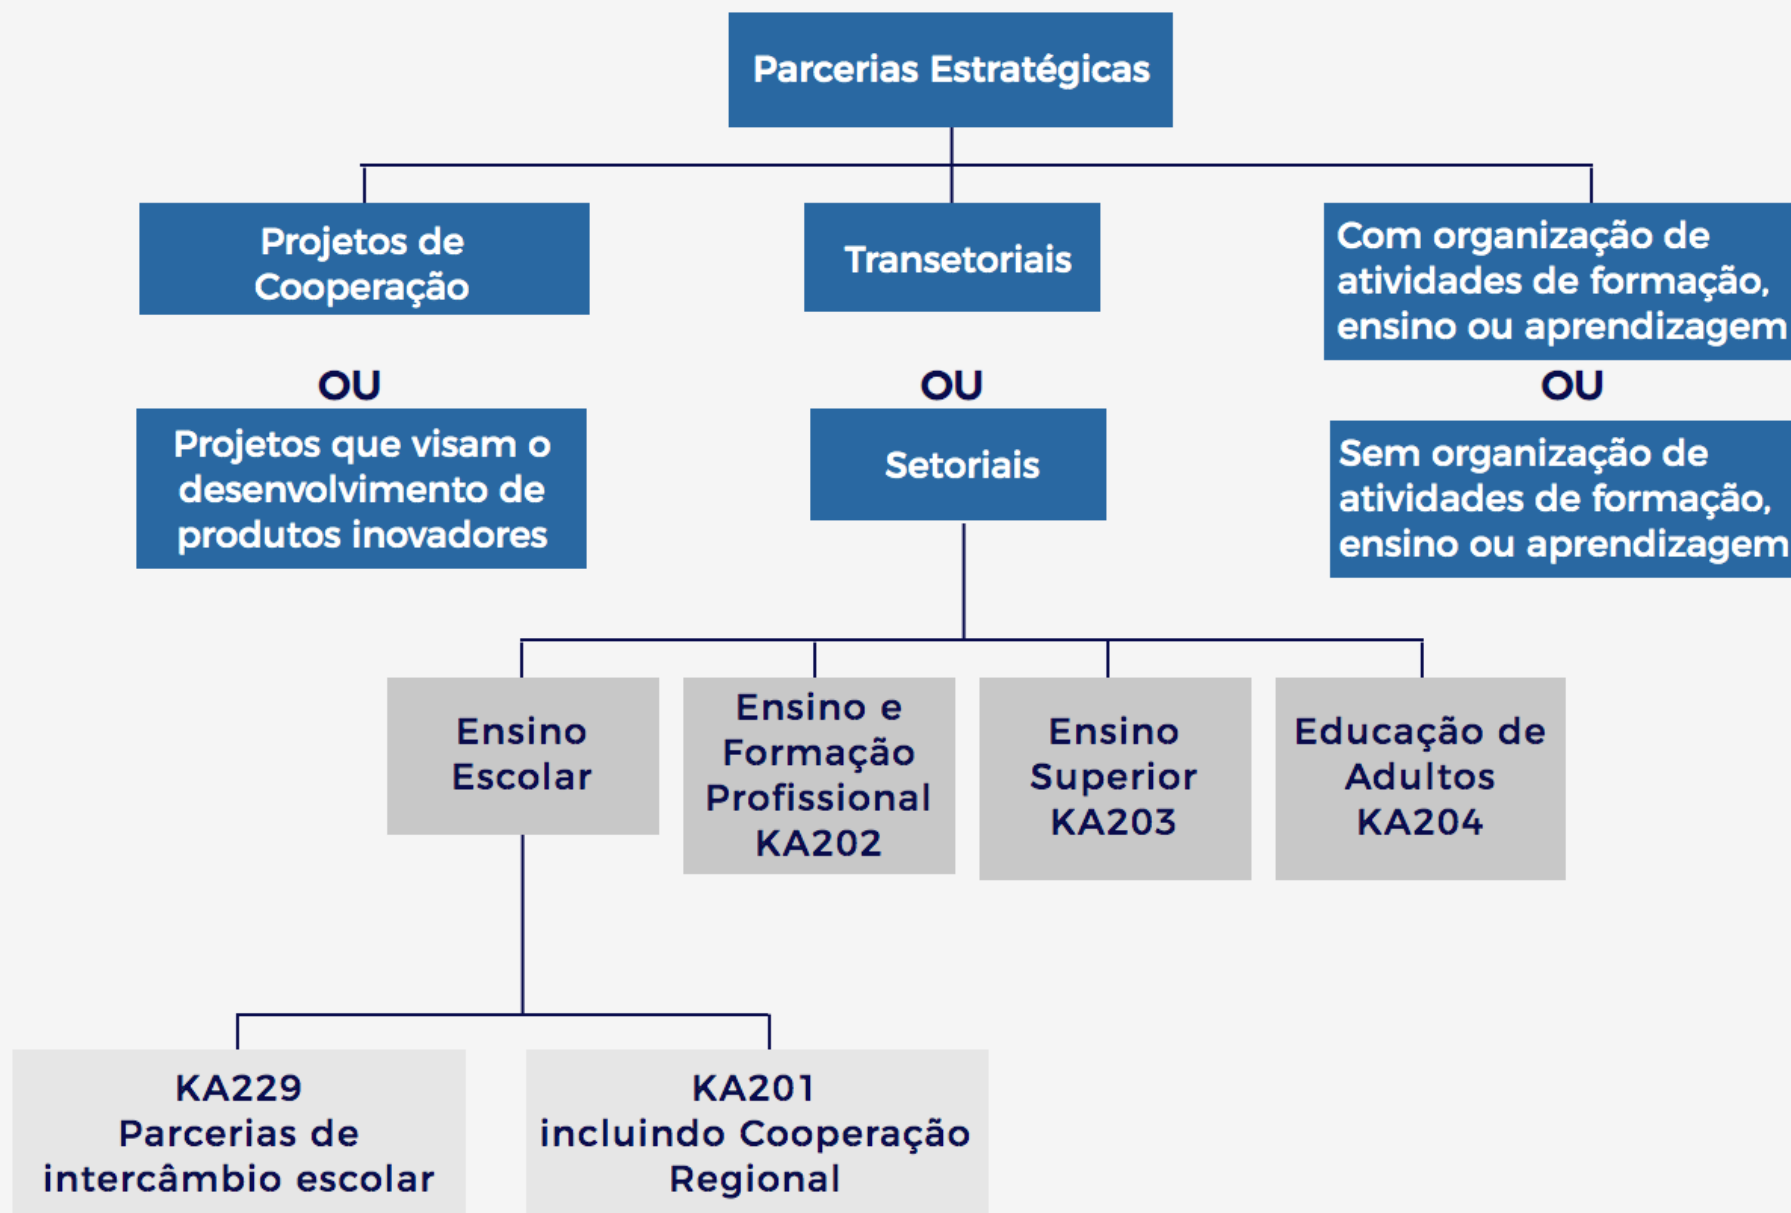 Parcerias Estratégicas
Projetos de
Cooperação
OU
Projetos que visam o
desenvolvimento de
produtos inovadores
Transetoriais
OU
Setoriais
Com organização de
atividades de formação,
ensino ou aprendizagem
OU
Sem organização de
atividades de formação,
ensino ou aprendizagem
Ensino
Escolar
Ensino e
Formação
Profissional
KA202
Ensino
Superior
KA203
Educação de
Adultos
KA204
KA229
Parcerias de
intercâmbio escolar
KA201
incluindo Cooperação
Regional